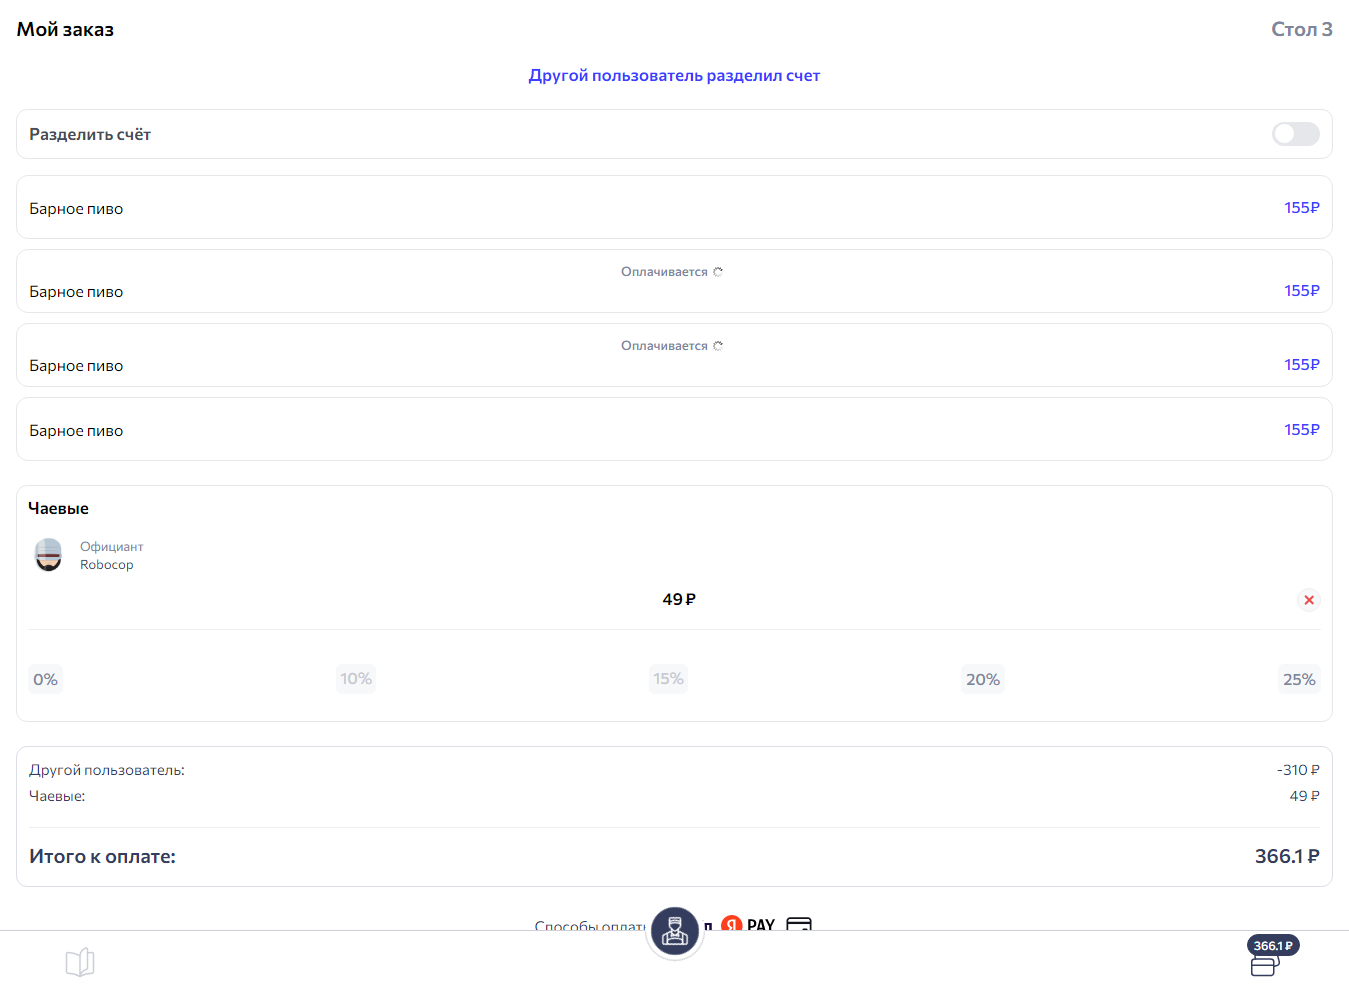 Мой заказ
Стол 3
Другой пользователь разделил счет
Разделить счёт
Барное пиво
155₽
Оплачивается
Барное пиво
155₽
Оплачивается
Барное пиво
155₽
Барное пиво
155₽
Чаевые
Официант
Robocop
49 ₽
0%
10%
15%
20%
25%
Другой пользователь:
-310 ₽
Чаевые:
49 ₽
Итого к оплате:
366.1 ₽
Способы
Я PAY
366.1 ₽